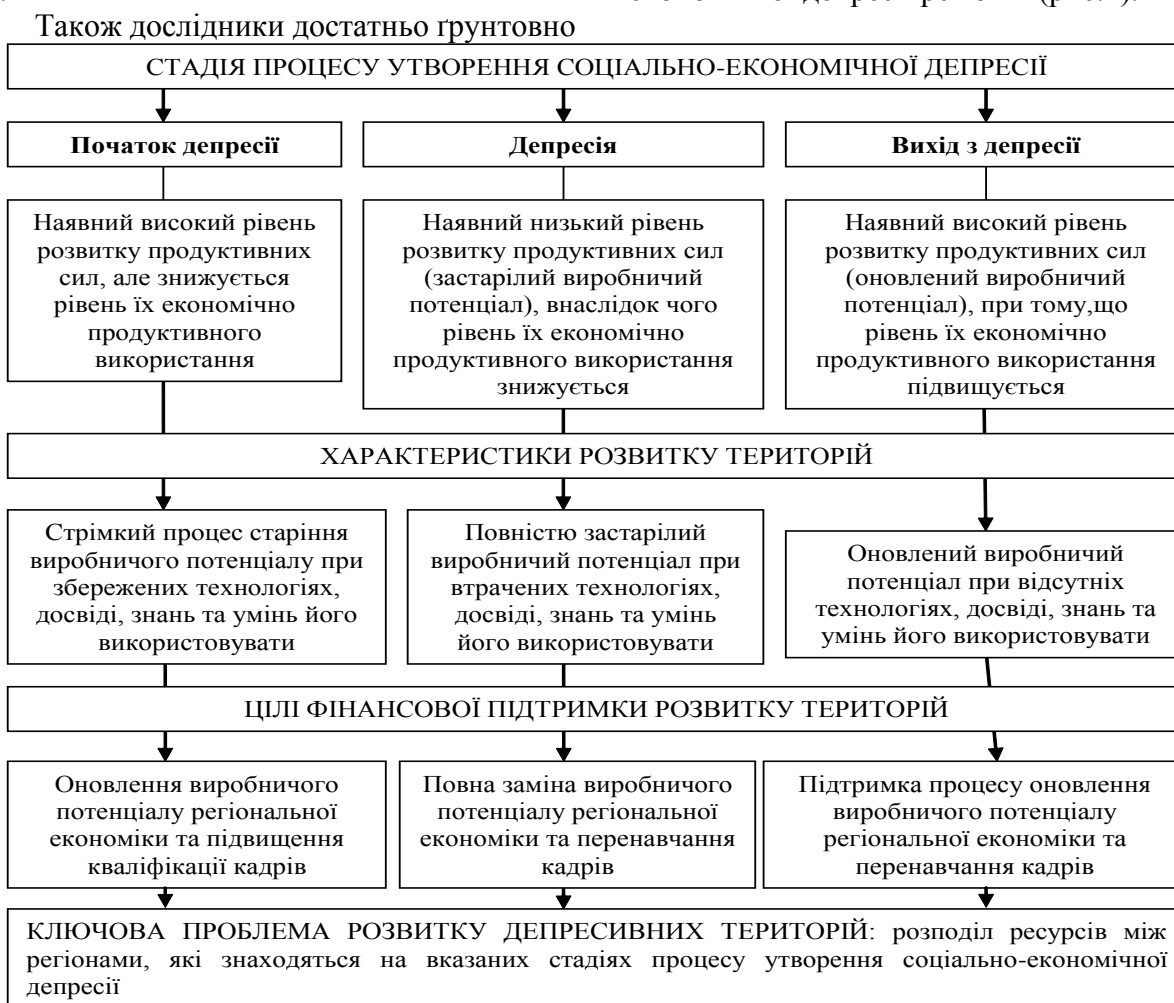 Також дослідники достатньо ґрунтовно
СТАДІЯ ПРОЦЕСУ УТВОРЕННЯ СОЦІАЛЬНО-ЕКОНОМІЧНОЇ ДЕПРЕСІЇ
Початок депресії
Депресія
Вихід з депресії
Наявний високий рівень
розвитку продуктивних
сил, але знижується
рівень їх економічно
продуктивного
використання
Наявний низький рівень
розвитку продуктивних сил
(застарілий виробничий
потенціал), внаслідок чого
рівень їх економічно
продуктивного використання
знижується
Наявний високий рівень
розвитку продуктивних сил
(оновлений виробничий
потенціал), при тому,що
рівень їх економічно
продуктивного використання
підвищується
ХАРАКТЕРИСТИКИ РОЗВИТКУ ТЕРИТОРІЙ
Стрімкий процес старіння
виробничого потенціалу при
збережених технологіях,
досвіді, знань та умінь його
використовувати
Повністю застарілий
виробничий потенціал при
втрачених технологіях,
досвіді, знань та умінь
його використовувати
Оновлений виробничий
потенціал при відсутніх
технологіях, досвіді, знань та
умінь його використовувати
ЦІЛІ ФІНАНСОВОЇ ПІДТРИМКИ РОЗВИТКУ ТЕРИТОРІЙ
Оновлення виробничого
потенціалу регіональної
економіки та підвищення
кваліфікації кадрів
Повна заміна виробничого
потенціалу регіональної
економіки та перенавчання
кадрів
Підтримка процесу оновлення
виробничого потенціалу
регіональної економіки та
перенавчання кадрів
КЛЮЧОВА ПРОБЛЕМА РОЗВИТКУ ДЕПРЕСИВНИХ ТЕРИТОРІЙ: розподіл ресурсів між
регіонами, які знаходяться на вказаних стадіях процесу утворення соціально-економічної
депресії